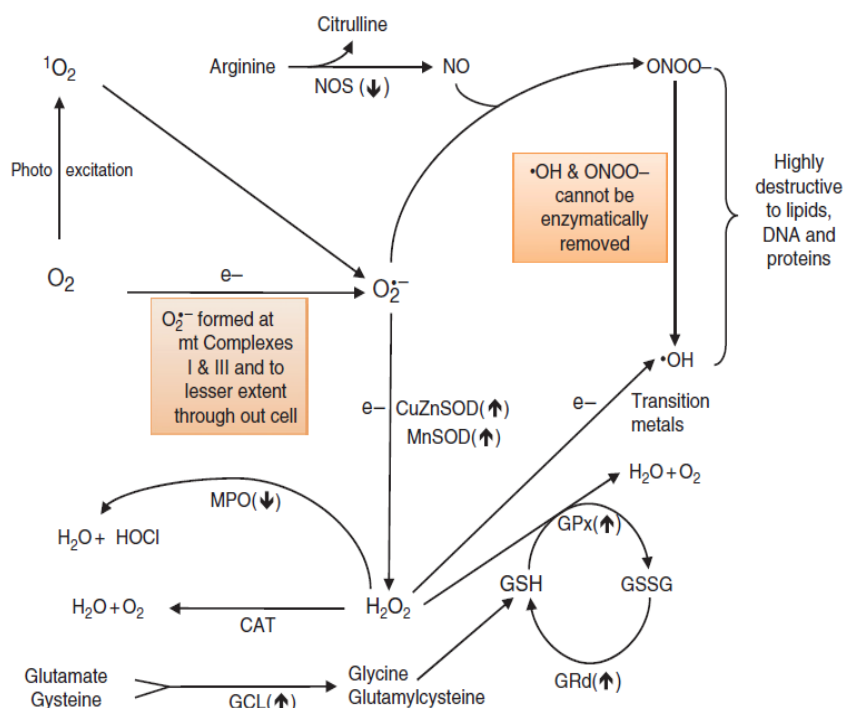 Citrulline
¹O₂
Arginine
NO
ONOO–
NOS (↓)
Photo
excitation
•OH & ONOO–
cannot be
enzymatically
removed
Highly
destructive
to lipids,
DNA and
proteins
O₂
e–
O₂•–
O₂•– formed at
mt Complexes
I & III and to
lesser extent
through out cell
•OH
e–
CuZnSOD(↑)
MnSOD(↑)
e–
Transition
metals
H₂O+O₂
MPO(↓)
GPx(↑)
H₂O+ HOCl
GSH
GSSG
H₂O+O₂
CAT
H₂O₂
GRd(↑)
Glutamate
Gysteine
GCL(↑)
Glycine
Glutamylcysteine